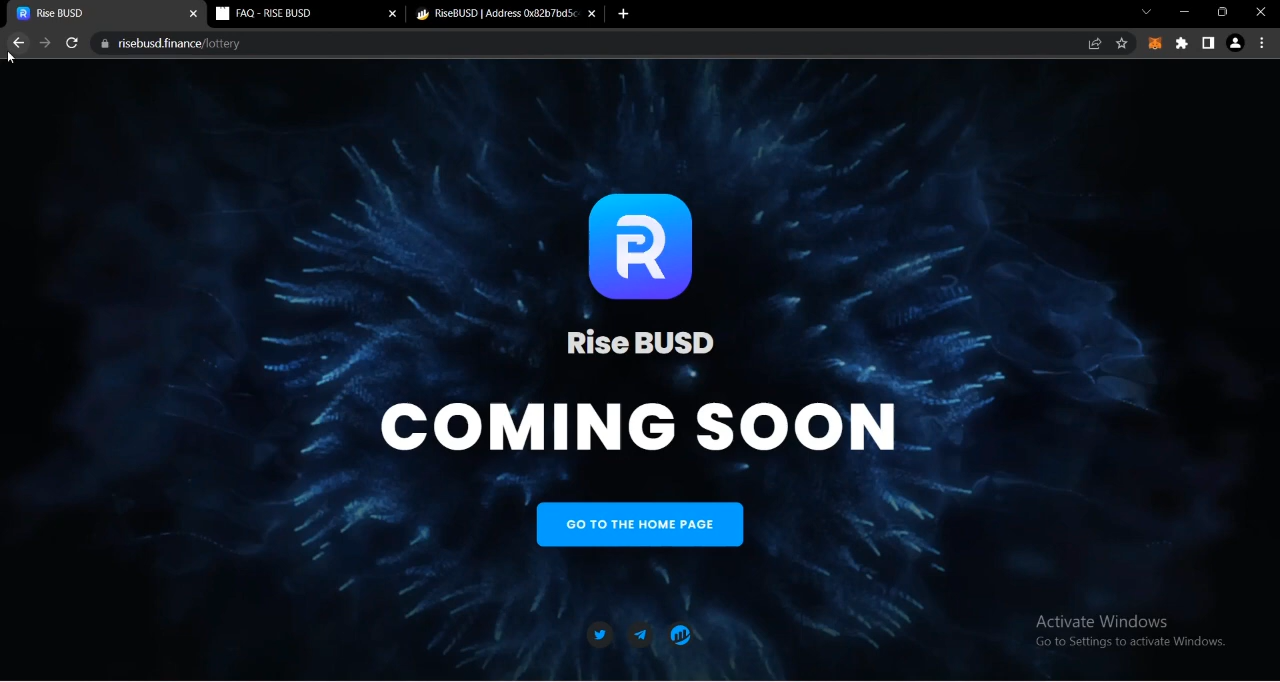 Rise BUSD
FAQ - RISE BUSD
RiseBUSD | Address 0x82b7bd5c
risebusd.finance/lottery
R
Rise BUSD
COMING SOON
GO TO THE HOME PAGE
Activate Windows
Go to Settings to activate Windows.